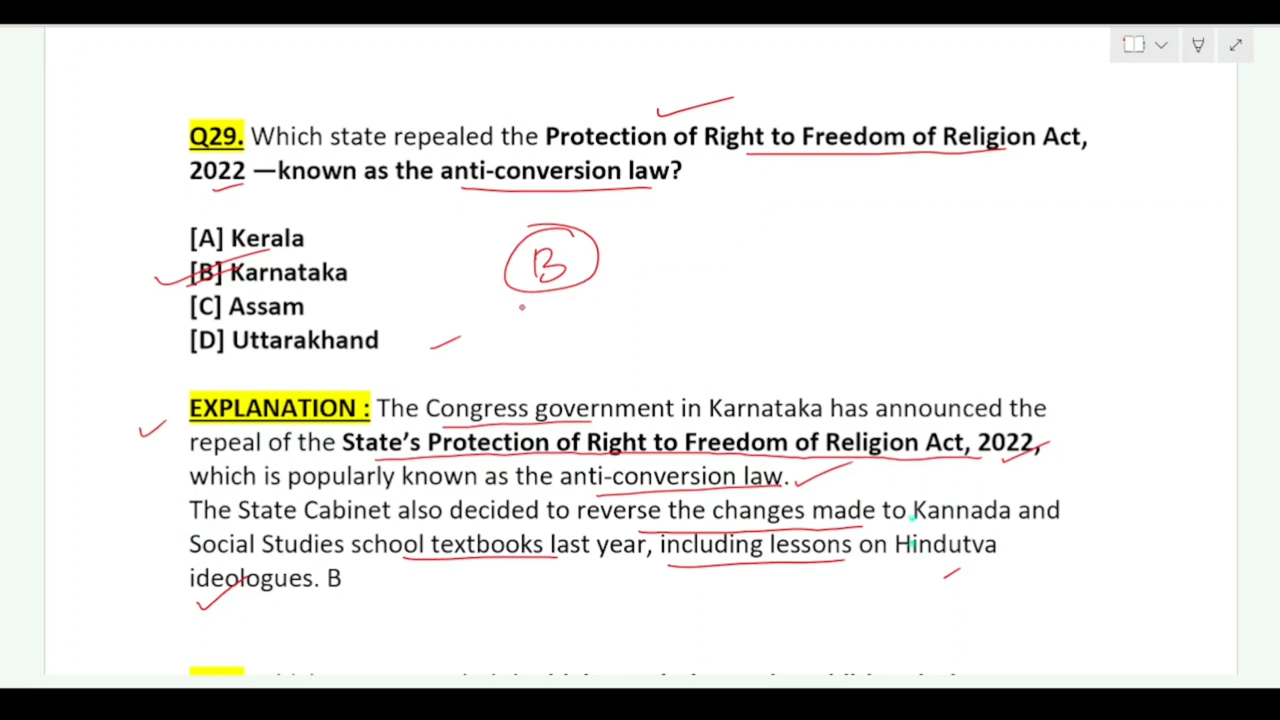 Q29. Which state repealed the Protection of Right to Freedom of Religion Act,
2022 —known as the anti-conversion law?
[A] Kerala
[B] Karnataka
B
[C] Assam
[D] Uttarakhand
EXPLANATION : The Congress government in Karnataka has announced the
repeal of the State's Protection of Right to Freedom of Religion Act, 2022,
which is popularly known as the anti-conversion law.
The State Cabinet also decided to reverse the changes made to Kannada and
Social Studies school textbooks last year, including lessons on Hindutva
ideologues. B